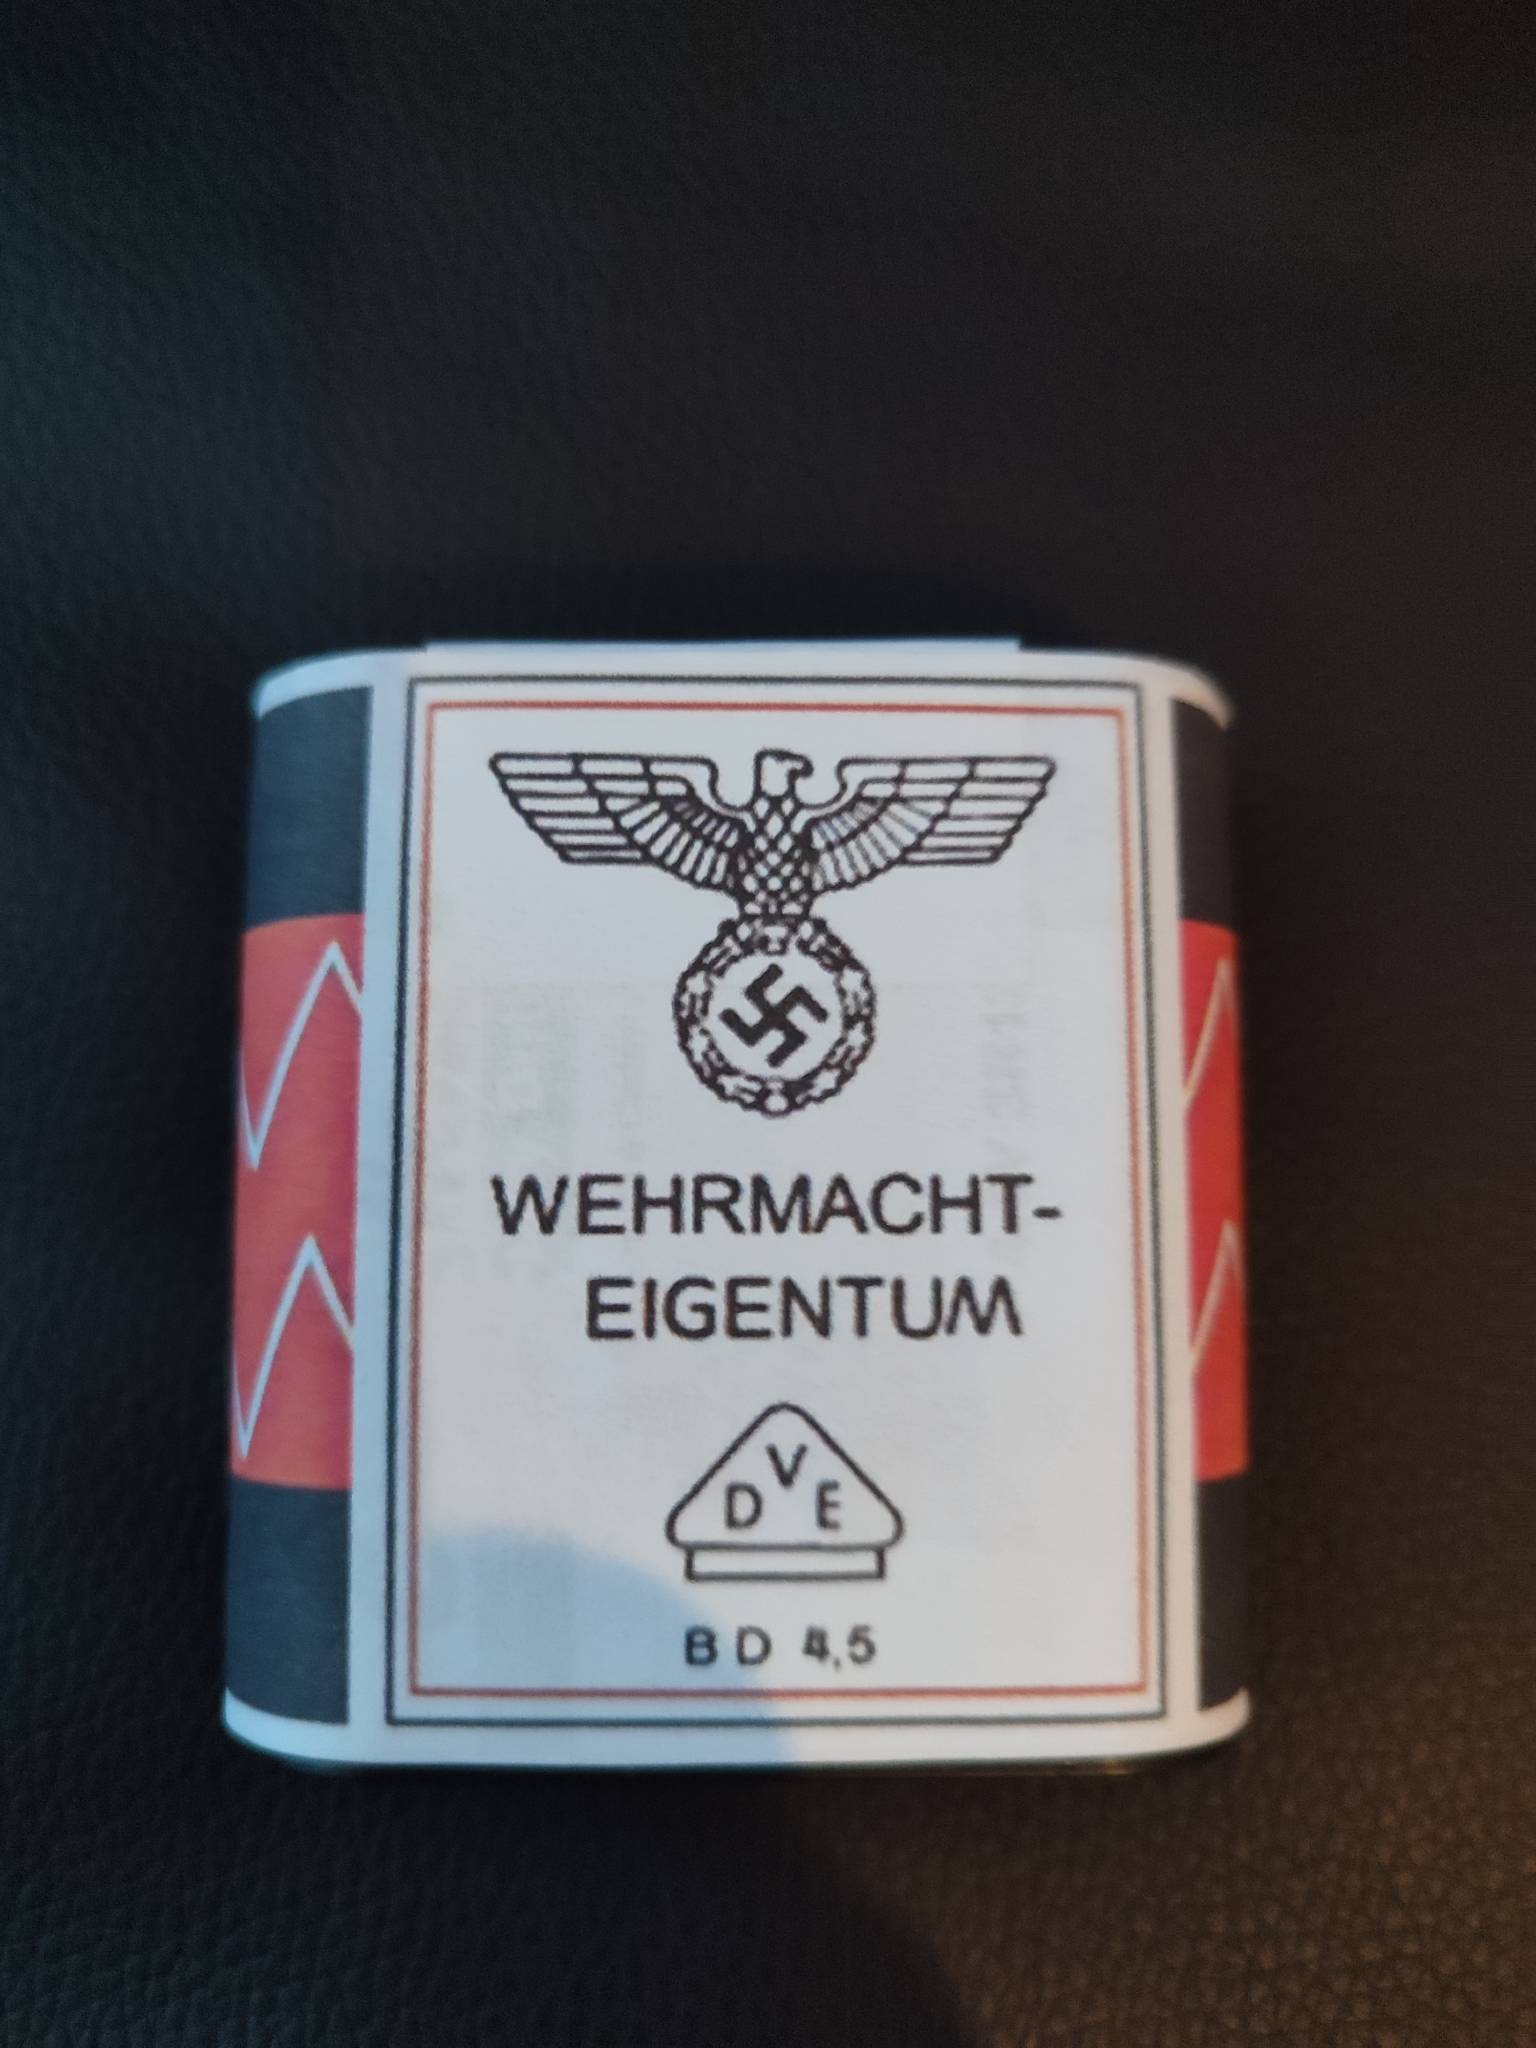 WEHRMACHT-
EIGENTUM
V
D E
BD 4,5